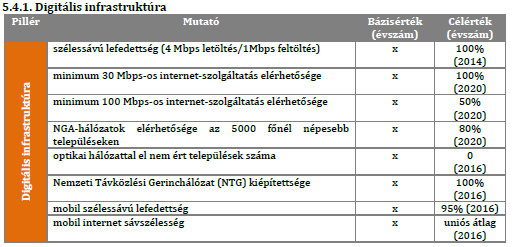 5.4.1. Digitális infrastruktúra
Pillér Mutató Bázisérték (évszám) Célérték (évszám)
Digitális infrastruktúra
szélessávú lefedettség (4 Mbps letöltés/1Mbps feltöltés) x 100% (2014)
minimum 30 Mbps-os internet-szolgáltatás elérhetősége x 100% (2020)
minimum 100 Mbps-os internet-szolgáltatás elérhetősége x 50% (2020)
NGA-hálózatok elérhetősége az 5000 főnél népesebb településeken x 80% (2020)
optikai hálózattal el nem ért települések száma x 0 (2016)
Nemzeti Távközlési Gerinchálózat (NTG) kiépítettsége x 100% (2016)
mobil szélessávú lefedettség x 95% (2016)
mobil internet sávszélesség x uniós átlag (2016)